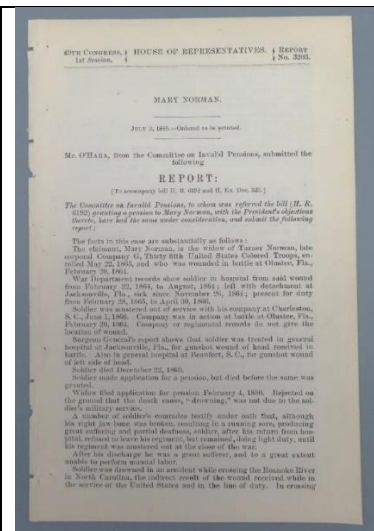 49TH CONGRESS, HOUSE OF REPRESENTATIVES. REPORT
1st Session. No. 3205.
MARY NORMAN.
JULY 3, 1886.—Ordered to be printed.
Mr. O'HARA, from the Committee on Invalid Pensions, submitted the
following
REPORT:
[To accompany bill H. R. 6192 and H. Ex. Doc. 323.]
The Committee on Invalid Pensions, to whom was referred the bill (H. R.
6192) granting a pension to Mary Norman, with the President's objections
thereto, have had the same under consideration, and submit the following
report:
The facts in this case are substantially as follows:
The claimant, Mary Norman, is the widow of Turner Norman, late
corporal Company G, Thirty-fifth United States Colored Troops, en-
rolled May 22, 1863, and who was wounded in battle at Olustee, Fla.,
February 20, 1864.
War Department records show soldier in hospital from said wound
from February 22, 1864, to August, 1864; left with detachment at
Jacksonville, Fla., sick since November 26, 1864; present for duty
from February 28, 1865, to April 30, 1866.
Soldier was mustered out of service with his company at Charleston,
S. C., June 1, 1866. Company was in action at battle at Olustee, Fla.,
February 20, 1864. Company or regimental records do not give the
location of wound.
Surgeon-General's report shows that soldier was treated in general
hospital at Jacksonville, Fla., for gunshot wound of head received in
battle. Also in general hospital at Beaufort, S. C., for gunshot wound
of left side of head.
Soldier died December 22, 1880.
Soldier made application for a pension, but died before the same was
granted.
Widow filed application for pension February 4, 1886. Rejected on
the ground that the death cause, "drowning," was not due to the sol-
dier's military service.
A number of soldier's comrades testify under oath that, although
his right jaw-bone was broken, resulting in a running sore, producing
great suffering and partial deafness, soldier, after his return from hos-
pital, refused to leave his regiment, but remained, doing light duty, until
his regiment was mustered out at the close of the war.
After his discharge he was a great sufferer, and to a great extent
unable to perform manual labor.
Soldier was drowned in an accident while crossing the Roanoke River
in North Carolina, the indirect result of the wound received while in
the service of the United States and in the line of duty. In crossing